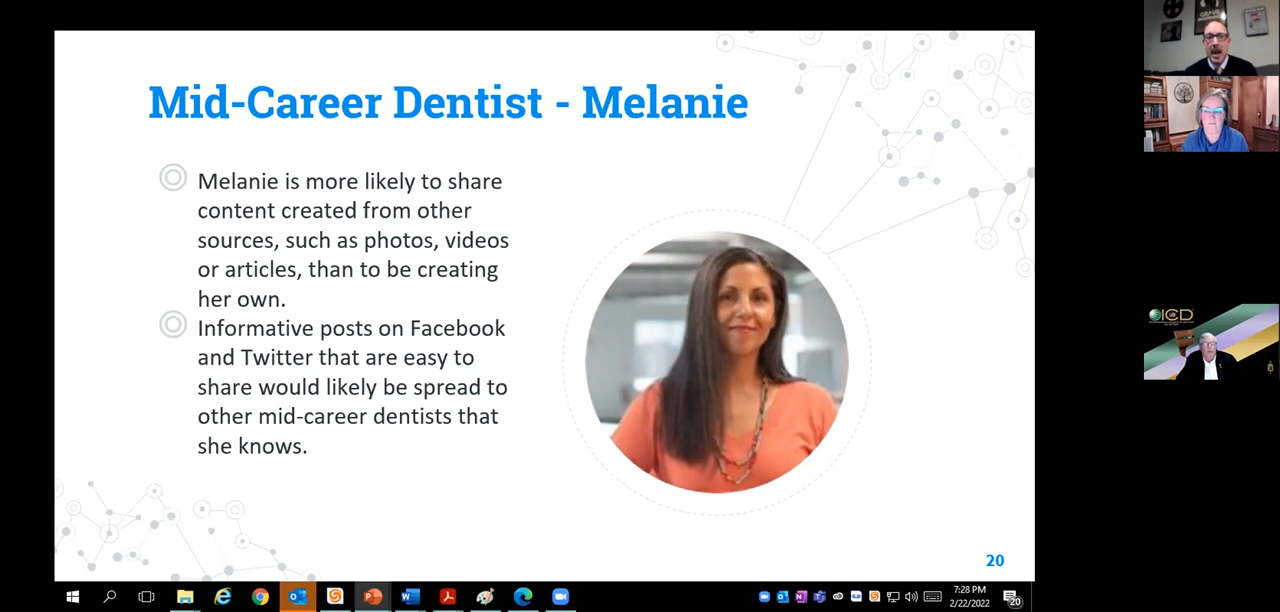 Mid-Career Dentist - Melanie
Melanie is more likely to share
content created from other
sources, such as photos, videos
or articles, than to be creating
her own.
Informative posts on Facebook
and Twitter that are easy to
share would likely be spread to
other mid-career dentists that
she knows.
20
ICD
7:28 PM
2/22/2022
20